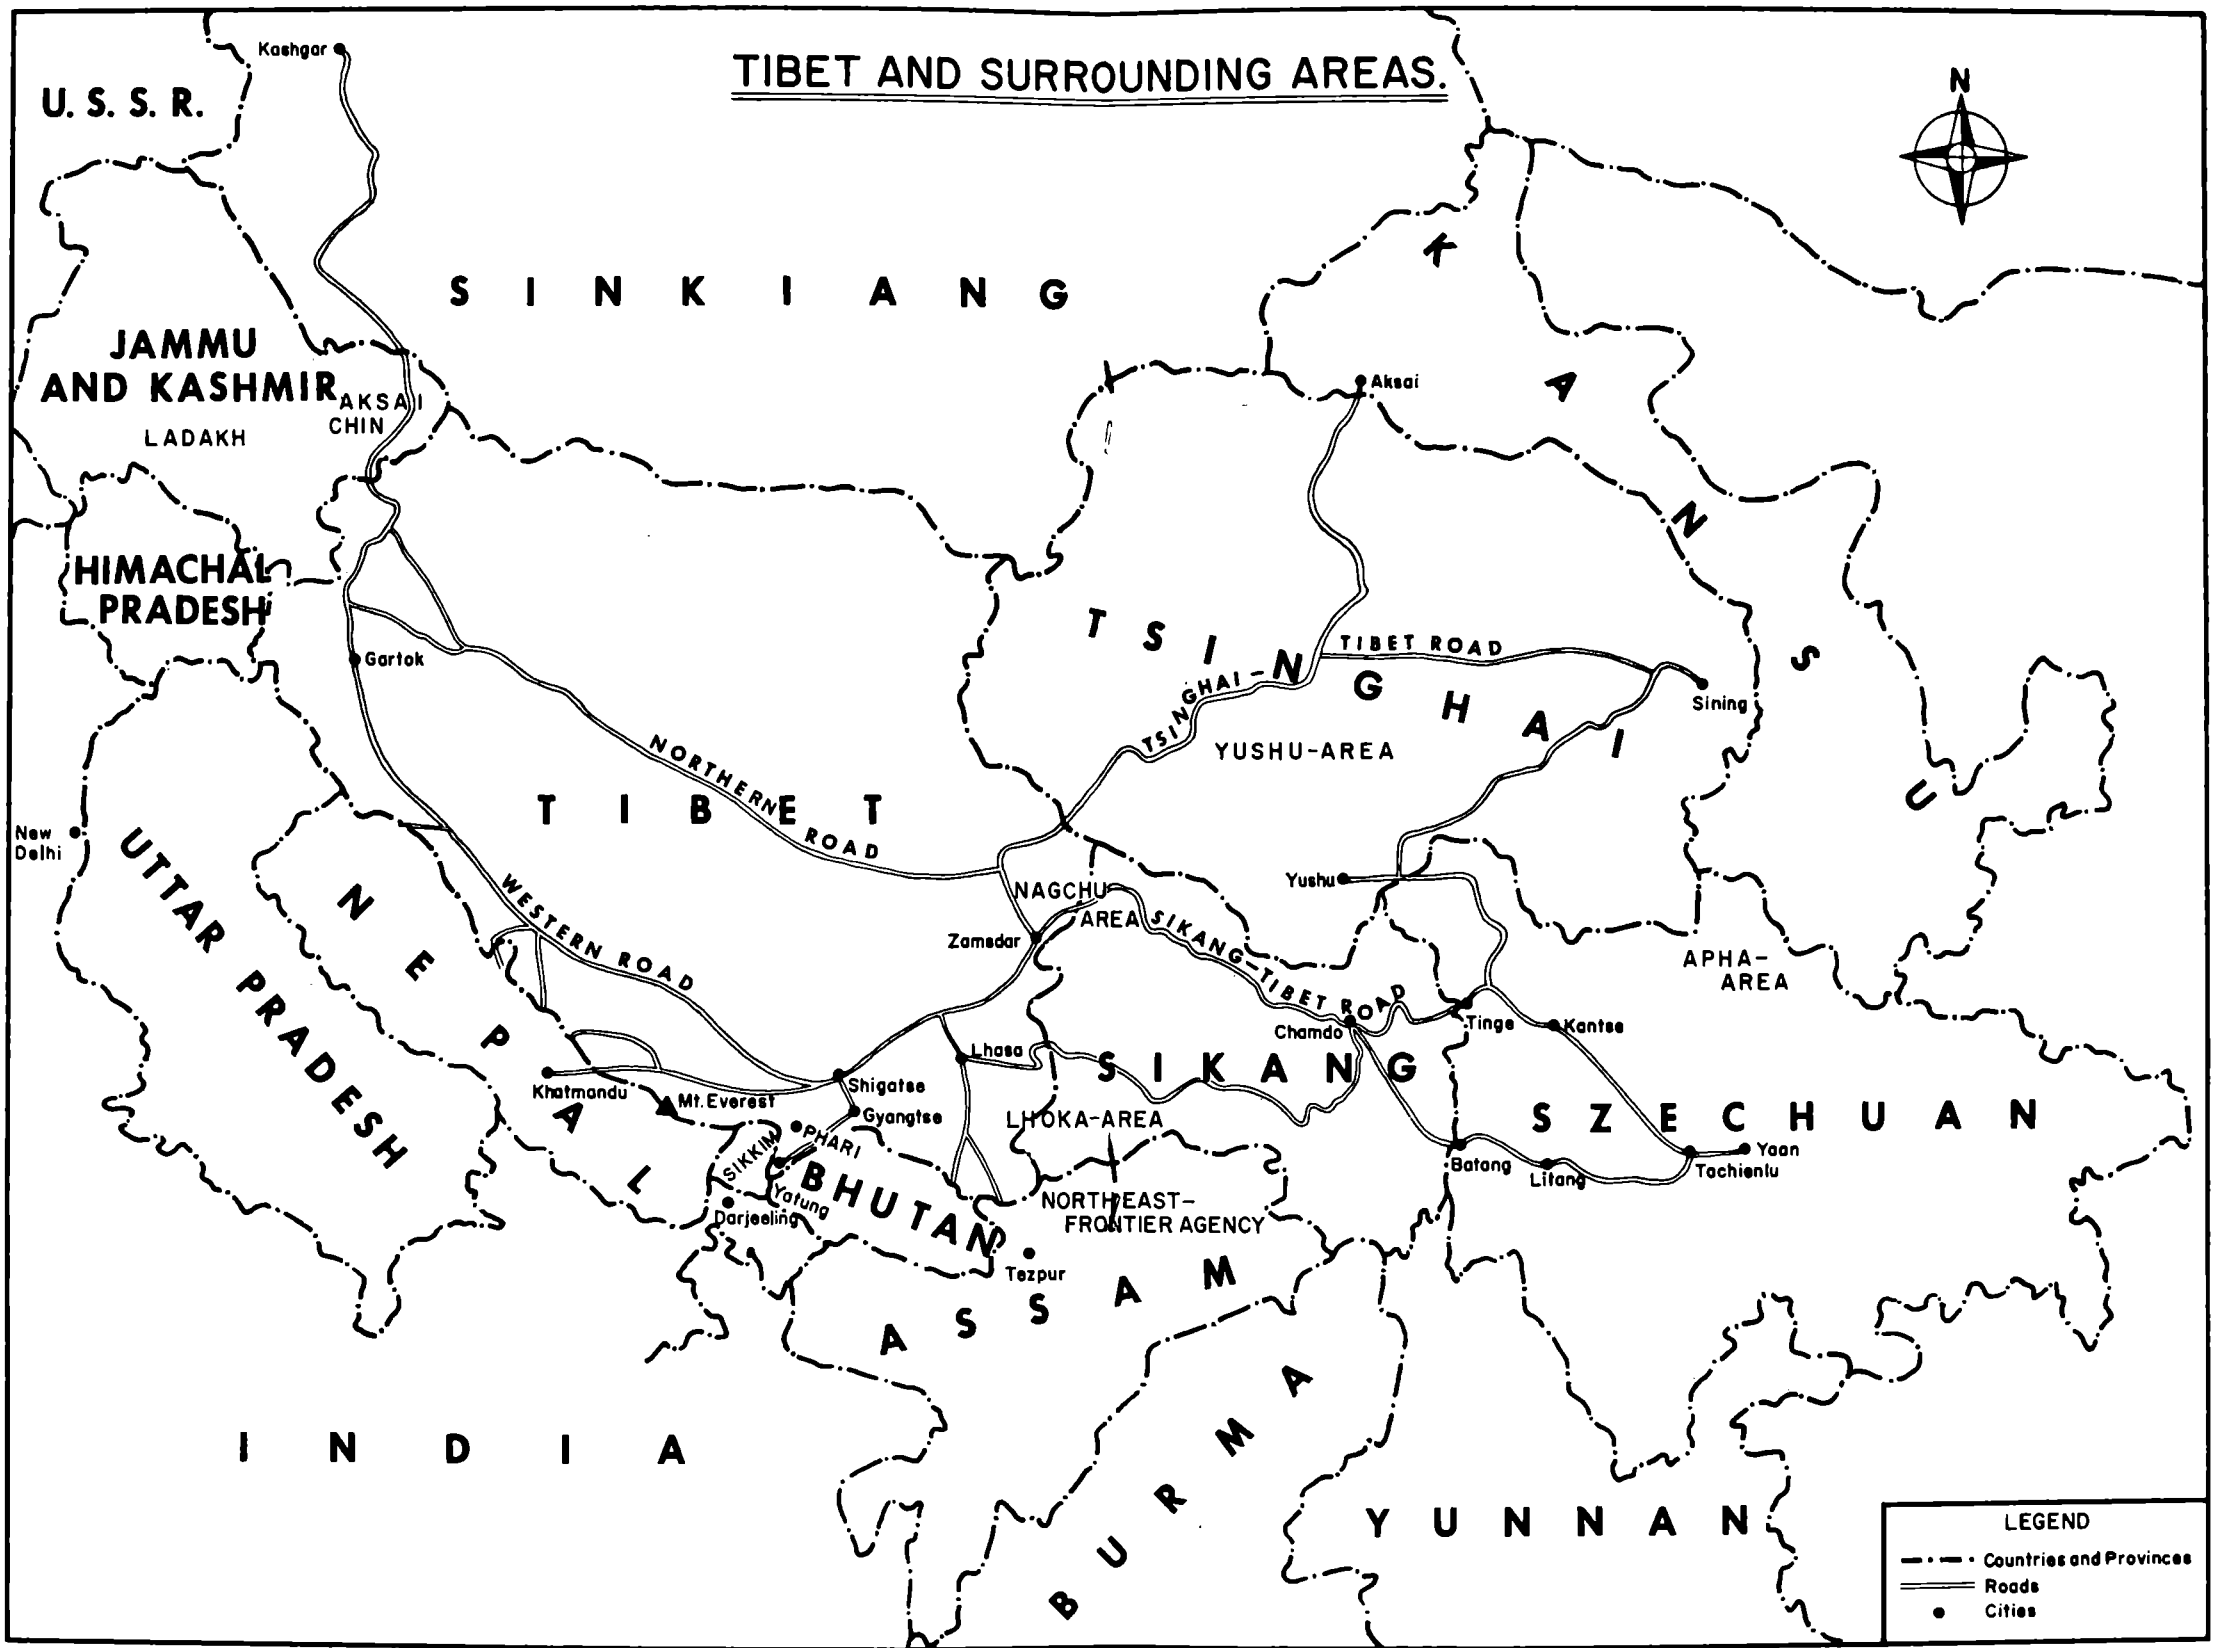 TIBET AND SURROUNDING AREAS.
N
Kashgar
U. S. S. R.
SINKIANG
KANSU
JAMMU
AND KASHMIR
AKSAI
CHIN
LADAKH
Aksai
HIMACHAL
PRADESH
TSINGHAI
TSINGHAI-TIBET ROAD
Gartok
Sining
YUSHU-AREA
NORTHERN ROAD
TIBET
New
Delhi
UTTAR PRADESH
NEPAL
WESTERN ROAD
NAGCHU
AREA
Yushu
SIKANG-TIBET ROAD
Zamsdar
APHA-
AREA
Chamdo
Tinge
Kantse
Lhasa
SIKANG
Khatmandu
Shigatse
Mt. Everest
Gyangtse
LHOKA-AREA
SZECHUAN
PHARI
SIKKIM
Batang
Litang
Yaan
Tachienlu
Yatung
BHUTAN
Darjeeling
NORTH EAST-
FRONTIER AGENCY
Tezpur
ASSAM
INDIA
BURMA
YUNNAN
LEGEND
Countries and Provinces
Roads
Cities